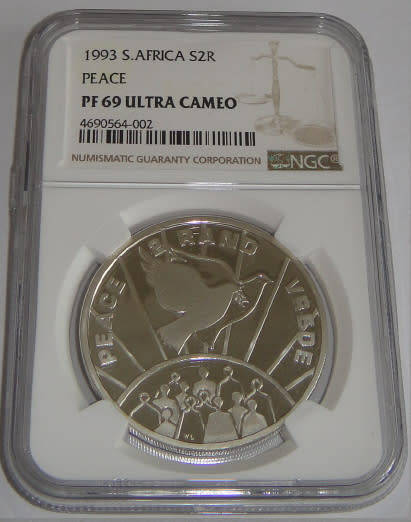 1993 S.AFRICA S2R
PEACE
PF 69 ULTRA CAMEO
4690564-002
NUMISMATIC GUARANTY CORPORATION
NGC®
PEACE 2 RAND VREDE